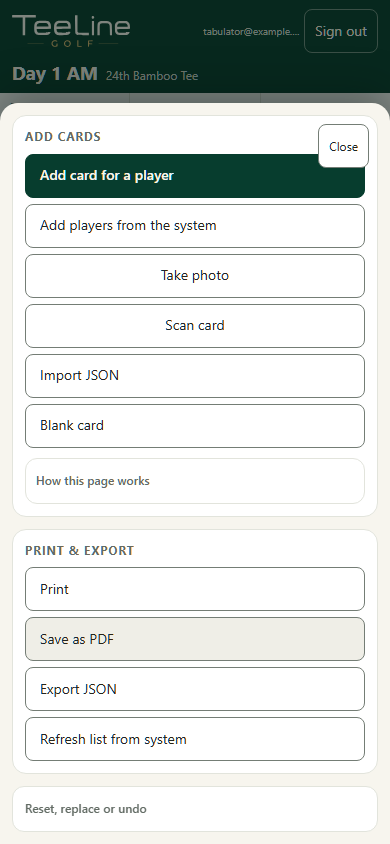 TeeLine
GOLF
tabulator@example....
Sign out
Day 1 AM 24th Bamboo Tee
ADD CARDS
Close
Add card for a player
Add players from the system
Take photo
Scan card
Import JSON
Blank card
How this page works
PRINT & EXPORT
Print
Save as PDF
Export JSON
Refresh list from system
Reset, replace or undo